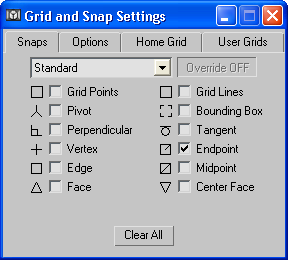 Grid and Snap Settings
Snaps Options Home Grid User Grids
Standard Override OFF
Grid Points Grid Lines
Pivot Bounding Box
Perpendicular Tangent
Vertex Endpoint
Edge Midpoint
Face Center Face
Clear All